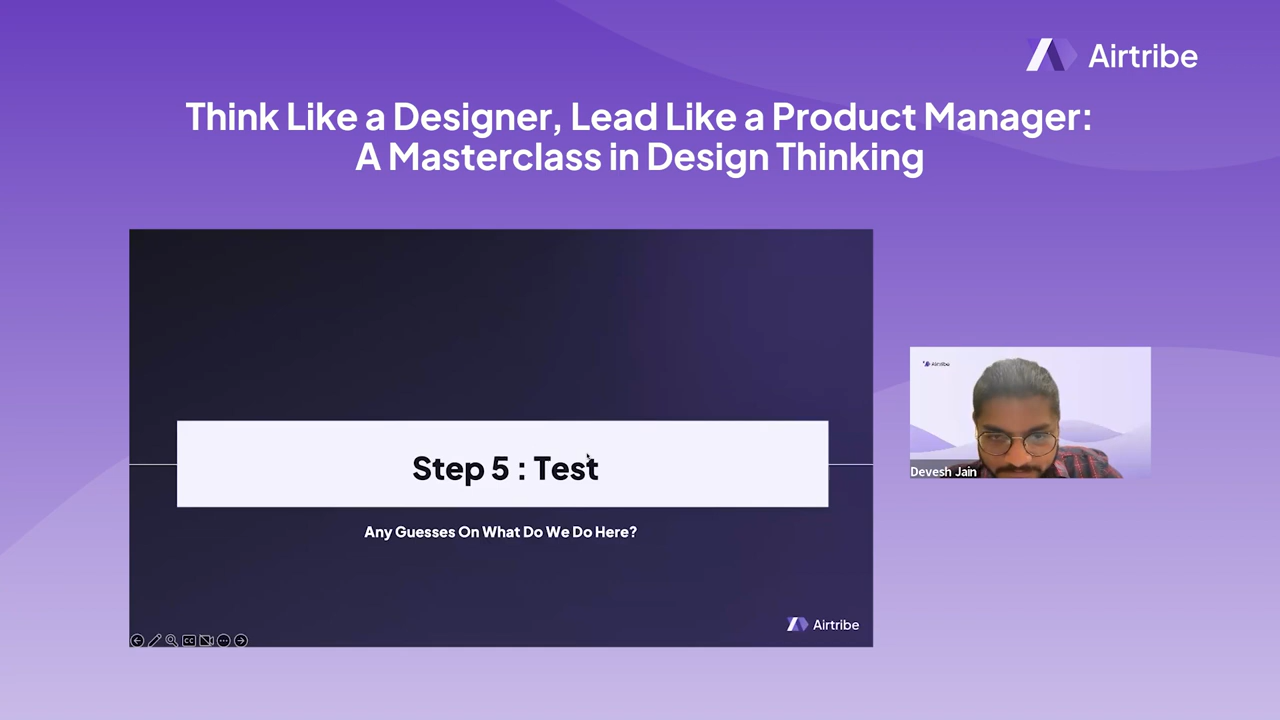 Airtribe
Think Like a Designer, Lead Like a Product Manager:
A Masterclass in Design Thinking
Step 5 : Test
Any Guesses On What Do We Do Here?
Airtribe
CC
Airtribe
Devesh Jain